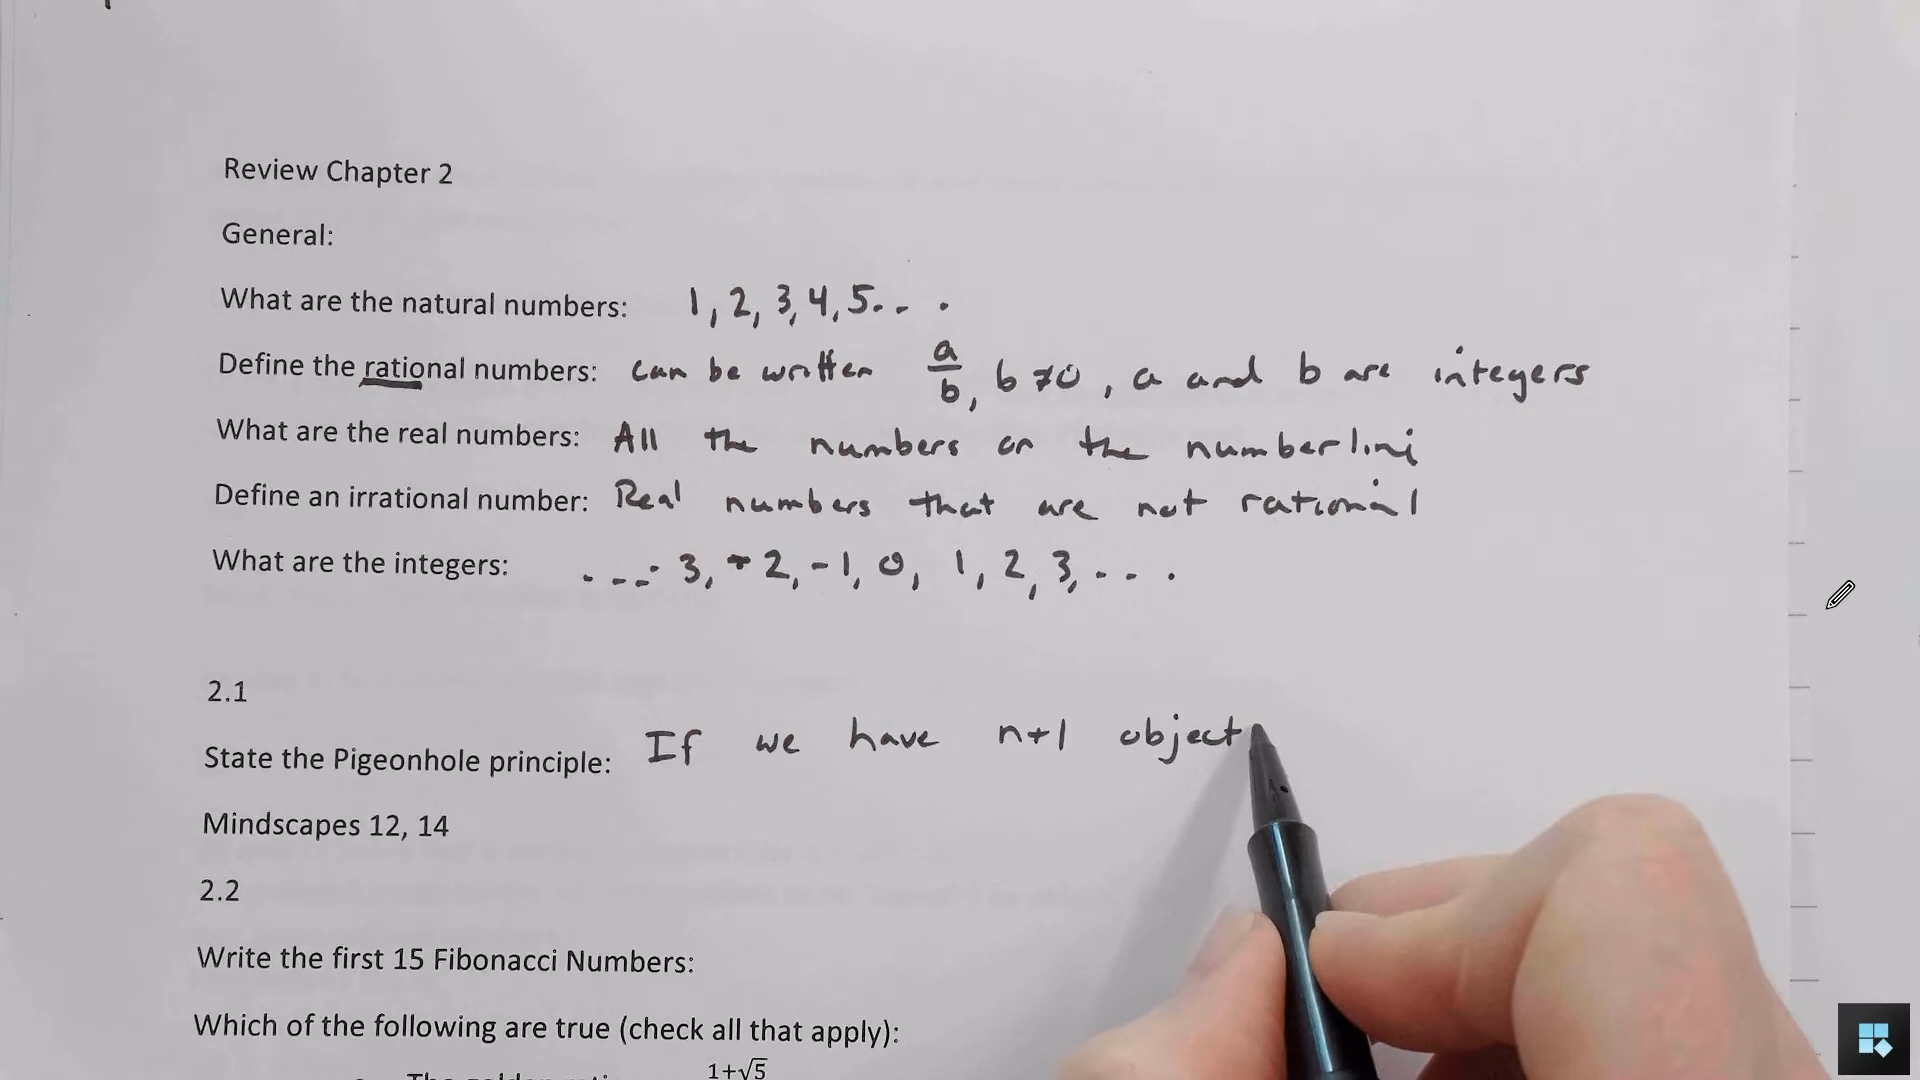 Review Chapter 2
General:
What are the natural numbers: 1, 2, 3, 4, 5. . .
Define the rational numbers: can be written a/b, b≠0, a and b are integers
What are the real numbers: All the numbers on the number line
Define an irrational number: Real numbers that are not rational
What are the integers: . . . -3, -2, -1, 0, 1, 2, 3, . . .
2.1
State the Pigeonhole principle: If we have n+1 object
Mindscapes 12, 14
2.2
Write the first 15 Fibonacci Numbers:
Which of the following are true (check all that apply):
1+√5